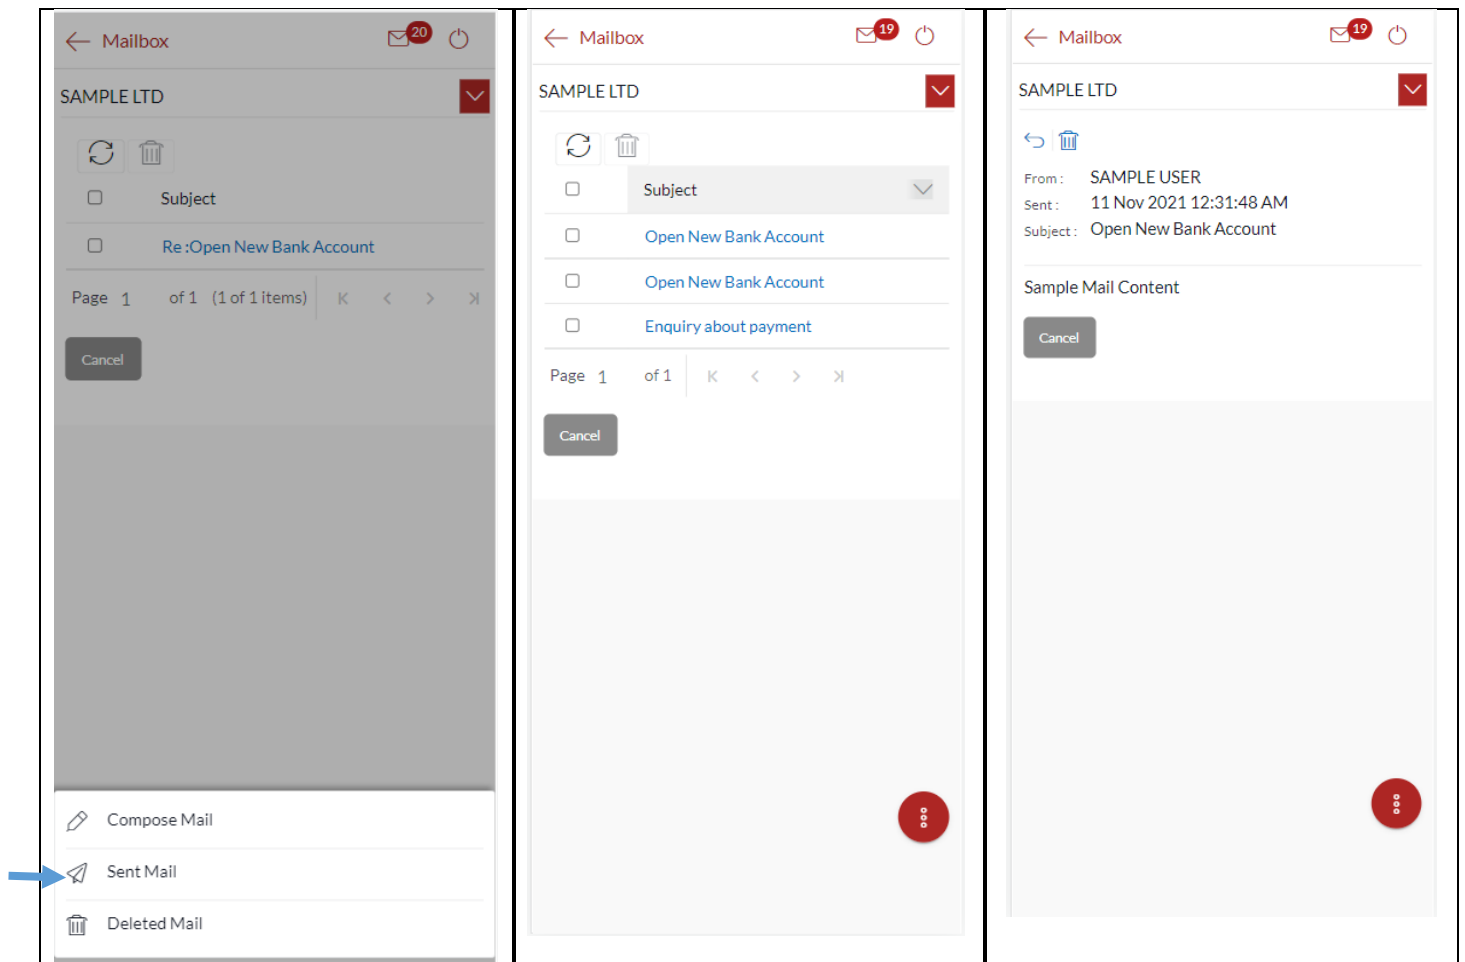 Mailbox
20
SAMPLE LTD
Subject
Re :Open New Bank Account
Page 1 of 1 (1 of 1 items)
Cancel
Compose Mail
Sent Mail
Deleted Mail
Mailbox
19
SAMPLE LTD
Subject
Open New Bank Account
Open New Bank Account
Enquiry about payment
Page 1 of 1
Cancel
Mailbox
19
SAMPLE LTD
From : SAMPLE USER
Sent : 11 Nov 2021 12:31:48 AM
Subject : Open New Bank Account
Sample Mail Content
Cancel